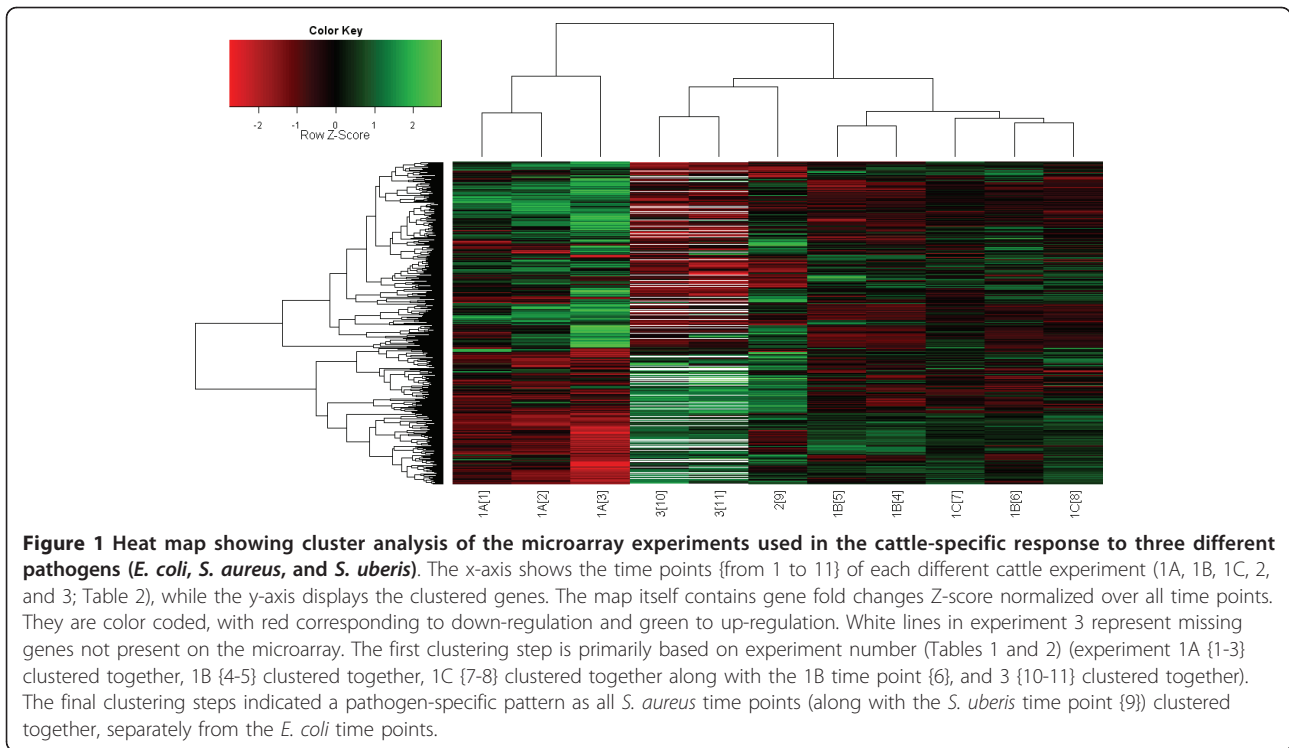 Color Key
-2 -1 0 1 2
Row Z-Score
1A[1] 1A[2] 1A[3] 3[10] 3[11] 2[9] 1B[5] 1B[4] 1C[7] 1B[6] 1C[8]
Figure 1 Heat map showing cluster analysis of the microarray experiments used in the cattle-specific response to three different
pathogens (E. coli, S. aureus, and S. uberis). The x-axis shows the time points {from 1 to 11} of each different cattle experiment (1A, 1B, 1C, 2,
and 3; Table 2), while the y-axis displays the clustered genes. The map itself contains gene fold changes Z-score normalized over all time points.
They are color coded, with red corresponding to down-regulation and green to up-regulation. White lines in experiment 3 represent missing
genes not present on the microarray. The first clustering step is primarily based on experiment number (Tables 1 and 2) (experiment 1A {1-3}
clustered together, 1B {4-5} clustered together, 1C {7-8} clustered together along with the 1B time point {6}, and 3 {10-11} clustered together).
The final clustering steps indicated a pathogen-specific pattern as all S. aureus time points (along with the S. uberis time point {9}) clustered
together, separately from the E. coli time points.